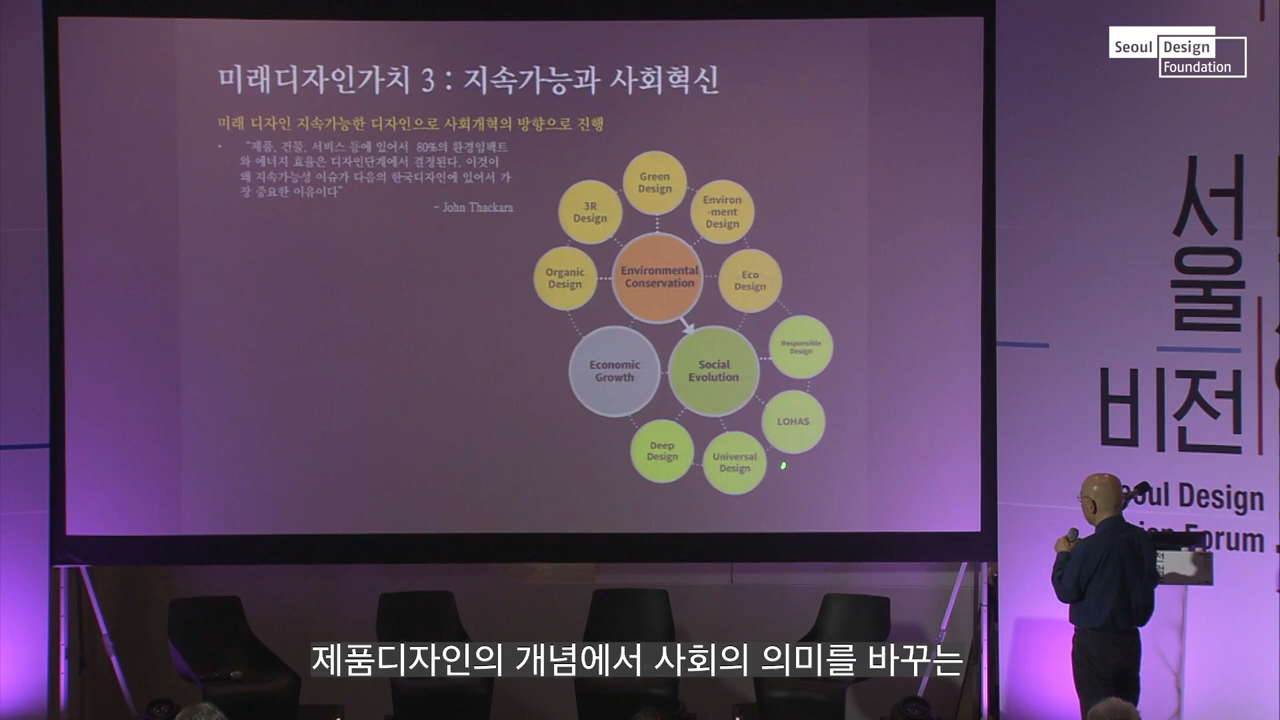 Seoul Design
Foundation
미래디자인가치 3 : 지속가능과 사회혁신
미래 디자인 지속가능한 디자인으로 사회개혁의 방향으로 진행
• “제품, 건물, 서비스 등에 있어서 80%의 환경임팩트
와 에너지 효율은 디자인단계에서 결정된다. 이것이
왜 지속가능성 이슈가 다음의 한국디자인에 있어서 가
장 중요한 이유이다”
- John Thackara
Green
Design
3R
Design
Environ
-ment
Design
Organic
Design
Environmental
Conservation
Eco
Design
Responsible
Design
Economic
Growth
Social
Evolution
LOHAS
Deep
Design
Universal
Design
서울
비전
Design
Forum
제품디자인의 개념에서 사회의 의미를 바꾸는